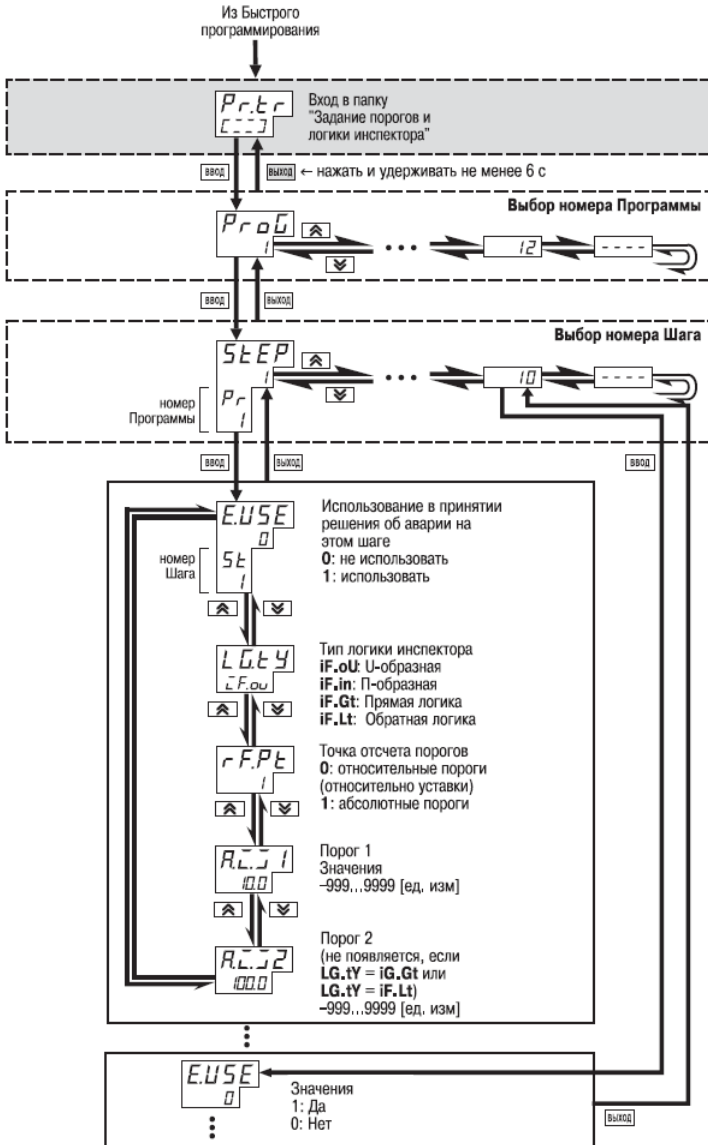 Из Быстрого
программирования
Pr.tr
[---]
Вход в папку
"Задание порогов и
логики инспектора"
ввод
выход ← нажать и удерживать не менее 6 с
Выбор номера Программы
ProG
1
• • •
12
- - - -
ввод
выход
Выбор номера Шага
StEP
1
• • •
10
- - - -
номер
Программы
Pr
1
ввод
выход
ввод
E.USE
0
номер
Шага
St
1
Использование в принятии
решения об аварии на
этом шаге
0: не использовать
1: использовать
LG.tY
iF.ou
Тип логики инспектора
iF.oU: U-образная
iF.in: П-образная
iF.Gt: Прямая логика
iF.Lt: Обратная логика
rF.Pt
1
Точка отсчета порогов
0: относительные пороги
(относительно уставки)
1: абсолютные пороги
10.0
Порог 1
Значения
–999...9999 [ед. изм]
100.0
Порог 2
(не появляется, если
LG.tY = iG.Gt или
LG.tY = iF.Lt)
–999...9999 [ед. изм]
E.USE
0
Значения
1: Да
0: Нет
выход